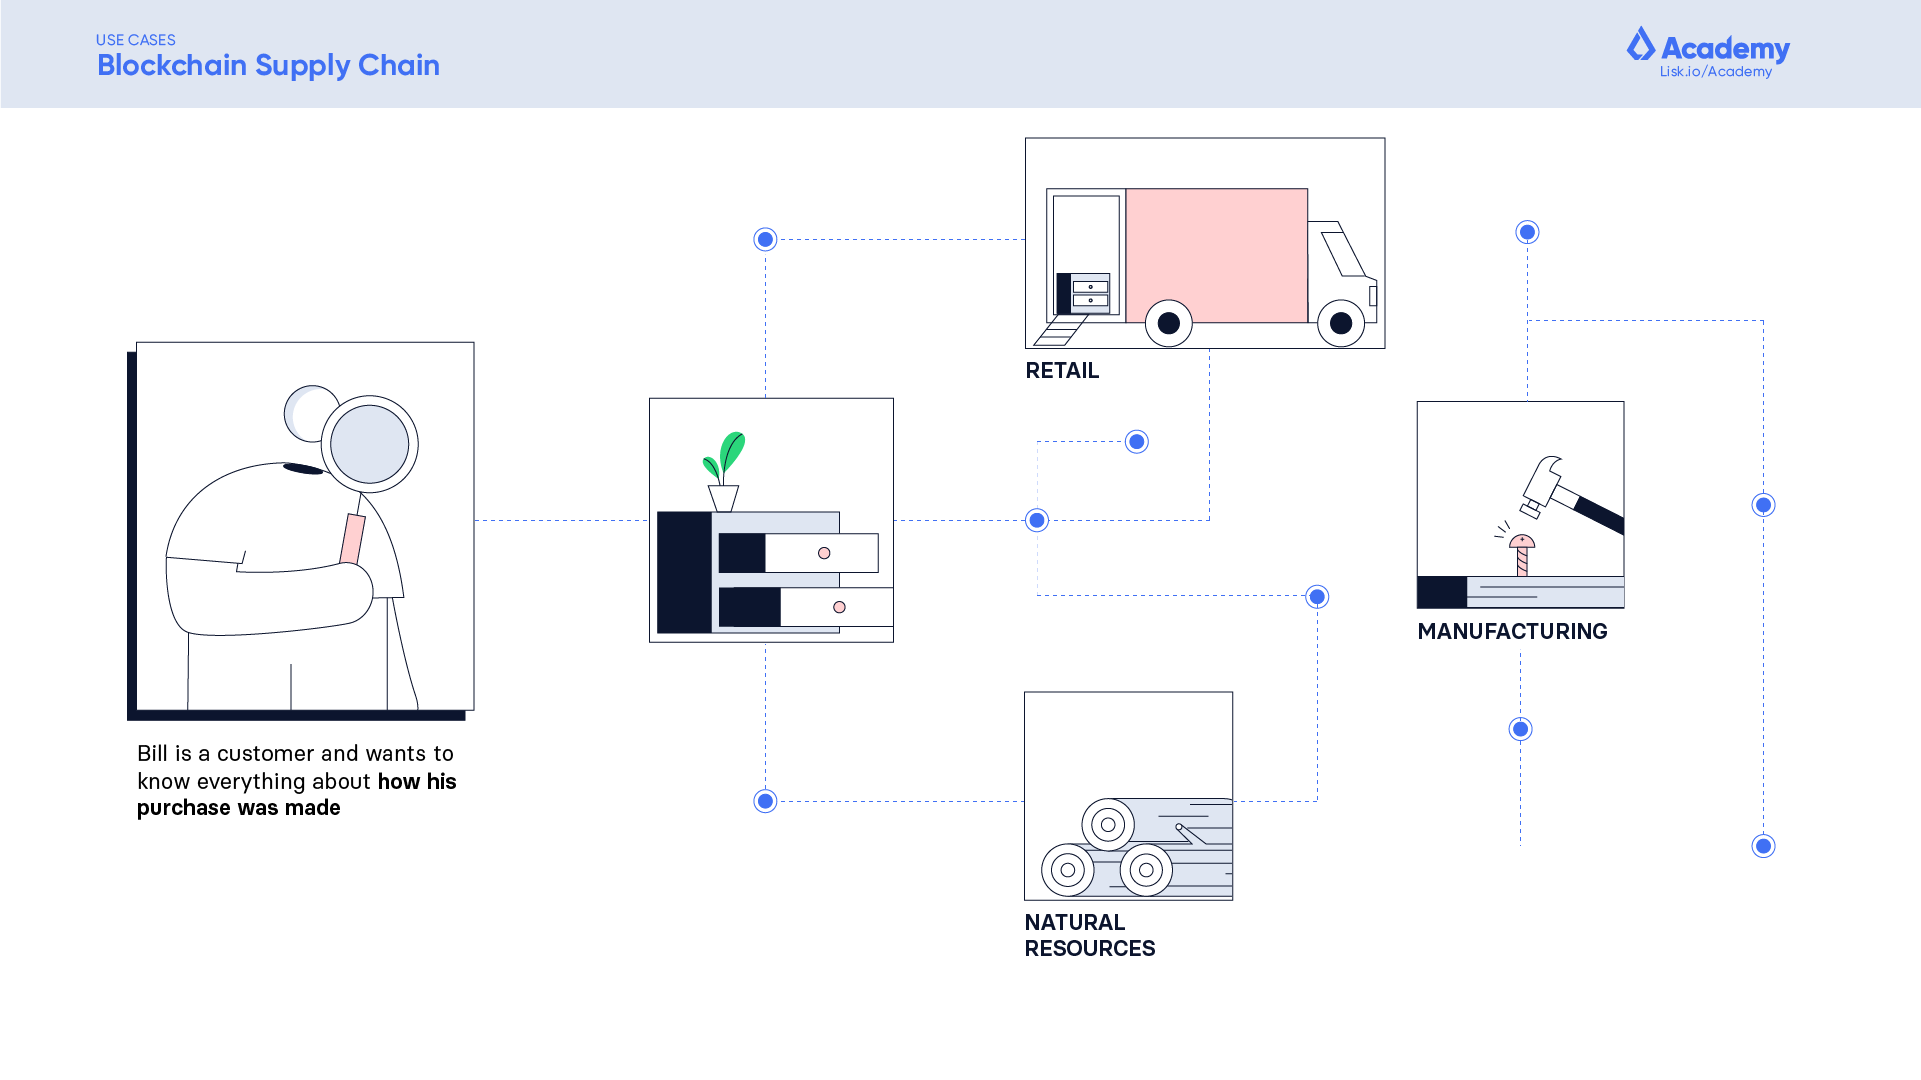 USE CASES
Blockchain Supply Chain
Academy
Lisk.io/Academy
RETAIL
MANUFACTURING
Bill is a customer and wants to
know everything about how his
purchase was made
NATURAL
RESOURCES